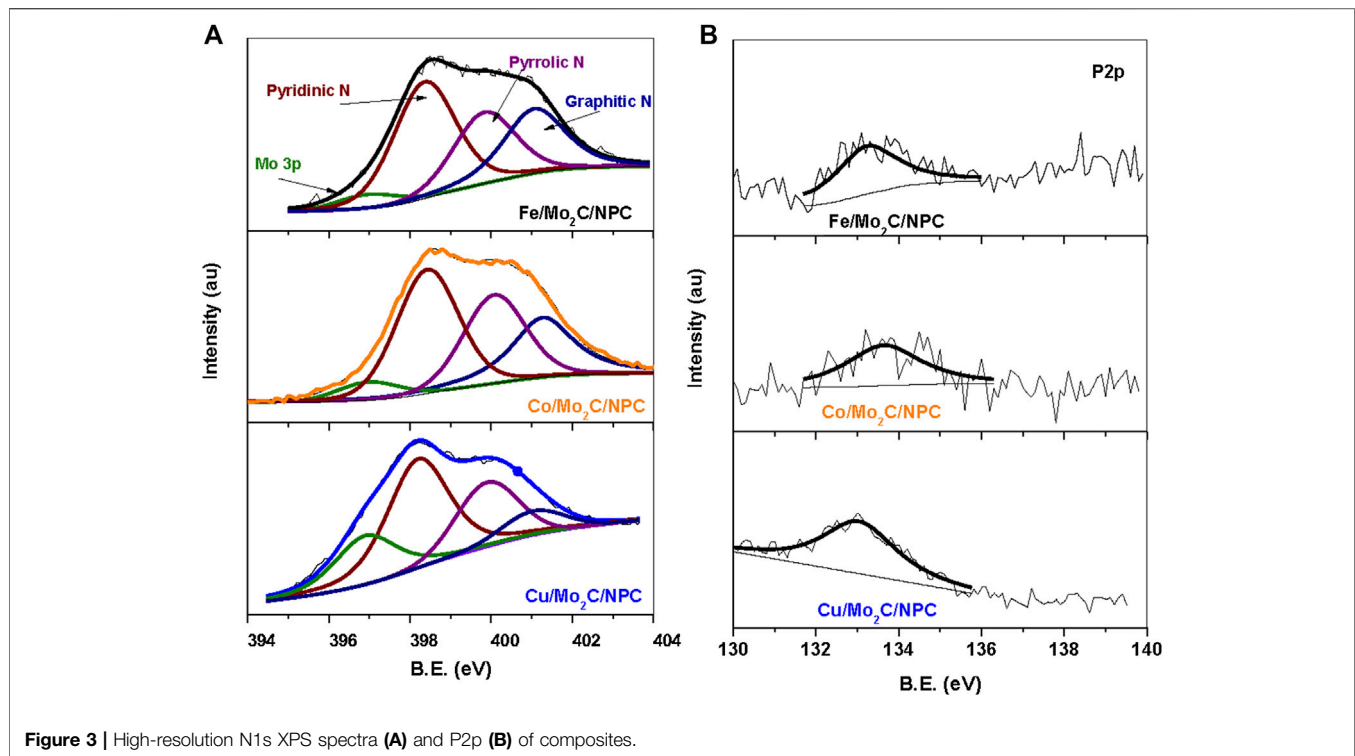 A
Pyridinic N
Pyrrolic N
Graphitic N
Mo 3p
Fe/Mo₂C/NPC
Co/Mo₂C/NPC
Cu/Mo₂C/NPC
Intensity (au)
394 396 398 400 402 404
B.E. (eV)
B
P2p
Fe/Mo₂C/NPC
Co/Mo₂C/NPC
Cu/Mo₂C/NPC
Intensity (au)
130 132 134 136 138 140
B.E. (eV)
Figure 3 | High-resolution N1s XPS spectra (A) and P2p (B) of composites.